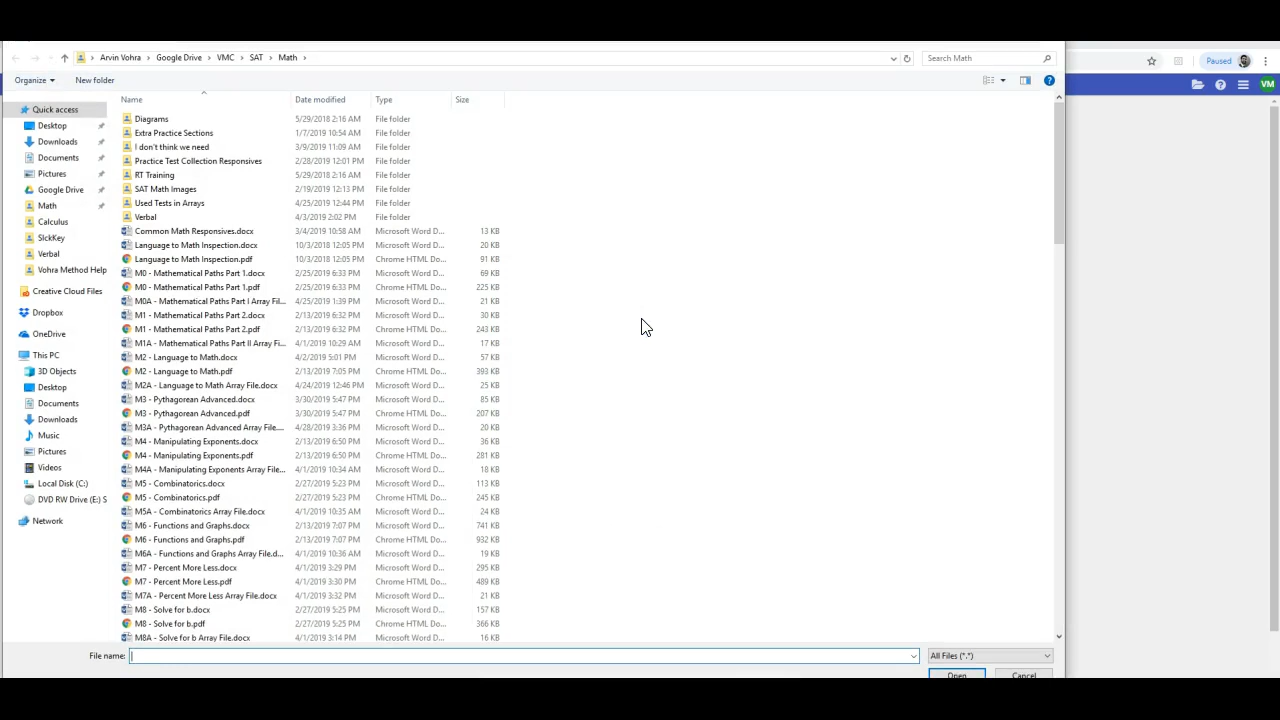 Arvin Vohra > Google Drive > VMC > SAT > Math >
Search Math
Paused
Organize
New folder
VM
Name
Date modified
Type
Size
Quick access
Desktop
Downloads
Documents
Pictures
Google Drive
Math
Calculus
SlckKey
Verbal
Vohra Method Help
Creative Cloud Files
Dropbox
OneDrive
This PC
3D Objects
Desktop
Documents
Downloads
Music
Pictures
Videos
Local Disk (C:)
DVD RW Drive (E:) S
Network
Diagrams 5/29/2018 2:16 AM File folder
Extra Practice Sections 1/7/2019 10:54 AM File folder
I don't think we need 3/9/2019 11:09 AM File folder
Practice Test Collection Responsives 2/28/2019 12:01 PM File folder
RT Training 5/29/2018 2:16 AM File folder
SAT Math Images 2/19/2019 12:13 PM File folder
Used Tests in Arrays 4/25/2019 12:44 PM File folder
Verbal 4/3/2019 2:02 PM File folder
Common Math Responsives.docx 3/4/2019 10:58 AM Microsoft Word D... 13 KB
Language to Math Inspection.docx 10/3/2018 12:05 PM Microsoft Word D... 20 KB
Language to Math Inspection.pdf 10/3/2018 12:05 PM Chrome HTML Do... 91 KB
M0 - Mathematical Paths Part 1.docx 2/25/2019 6:33 PM Microsoft Word D... 69 KB
M0 - Mathematical Paths Part 1.pdf 2/25/2019 6:33 PM Chrome HTML Do... 225 KB
M0A - Mathematical Paths Part I Array Fil... 4/25/2019 1:39 PM Microsoft Word D... 21 KB
M1 - Mathematical Paths Part 2.docx 2/13/2019 6:32 PM Microsoft Word D... 30 KB
M1 - Mathematical Paths Part 2.pdf 2/13/2019 6:32 PM Chrome HTML Do... 243 KB
M1A - Mathematical Paths Part II Array Fi... 4/1/2019 10:29 AM Microsoft Word D... 17 KB
M2 - Language to Math.docx 4/2/2019 5:01 PM Microsoft Word D... 57 KB
M2 - Language to Math.pdf 2/13/2019 7:05 PM Chrome HTML Do... 393 KB
M2A - Language to Math Array File.docx 4/24/2019 12:46 PM Microsoft Word D... 25 KB
M3 - Pythagorean Advanced.docx 3/30/2019 5:47 PM Microsoft Word D... 85 KB
M3 - Pythagorean Advanced.pdf 3/30/2019 5:47 PM Chrome HTML Do... 207 KB
M3A - Pythagorean Advanced Array File.... 4/28/2019 3:36 PM Microsoft Word D... 20 KB
M4 - Manipulating Exponents.docx 2/13/2019 6:50 PM Microsoft Word D... 36 KB
M4 - Manipulating Exponents.pdf 2/13/2019 6:50 PM Chrome HTML Do... 281 KB
M4A - Manipulating Exponents Array File... 4/1/2019 10:34 AM Microsoft Word D... 18 KB
M5 - Combinatorics.docx 2/27/2019 5:23 PM Microsoft Word D... 113 KB
M5 - Combinatorics.pdf 2/27/2019 5:23 PM Chrome HTML Do... 245 KB
M5A - Combinatorics Array File.docx 4/1/2019 10:35 AM Microsoft Word D... 24 KB
M6 - Functions and Graphs.docx 2/13/2019 7:07 PM Microsoft Word D... 741 KB
M6 - Functions and Graphs.pdf 2/13/2019 7:07 PM Chrome HTML Do... 932 KB
M6A - Functions and Graphs Array File.d... 4/1/2019 10:36 AM Microsoft Word D... 19 KB
M7 - Percent More Less.docx 4/1/2019 3:29 PM Microsoft Word D... 295 KB
M7 - Percent More Less.pdf 4/1/2019 3:30 PM Chrome HTML Do... 489 KB
M7A - Percent More Less Array File.docx 4/1/2019 3:32 PM Microsoft Word D... 21 KB
M8 - Solve for b.docx 2/27/2019 5:25 PM Microsoft Word D... 157 KB
M8 - Solve for b.pdf 2/27/2019 5:25 PM Chrome HTML Do... 366 KB
M8A - Solve for b Array File.docx 4/1/2019 3:14 PM Microsoft Word D... 16 KB
File name:
All Files (*.*)
Open
Cancel